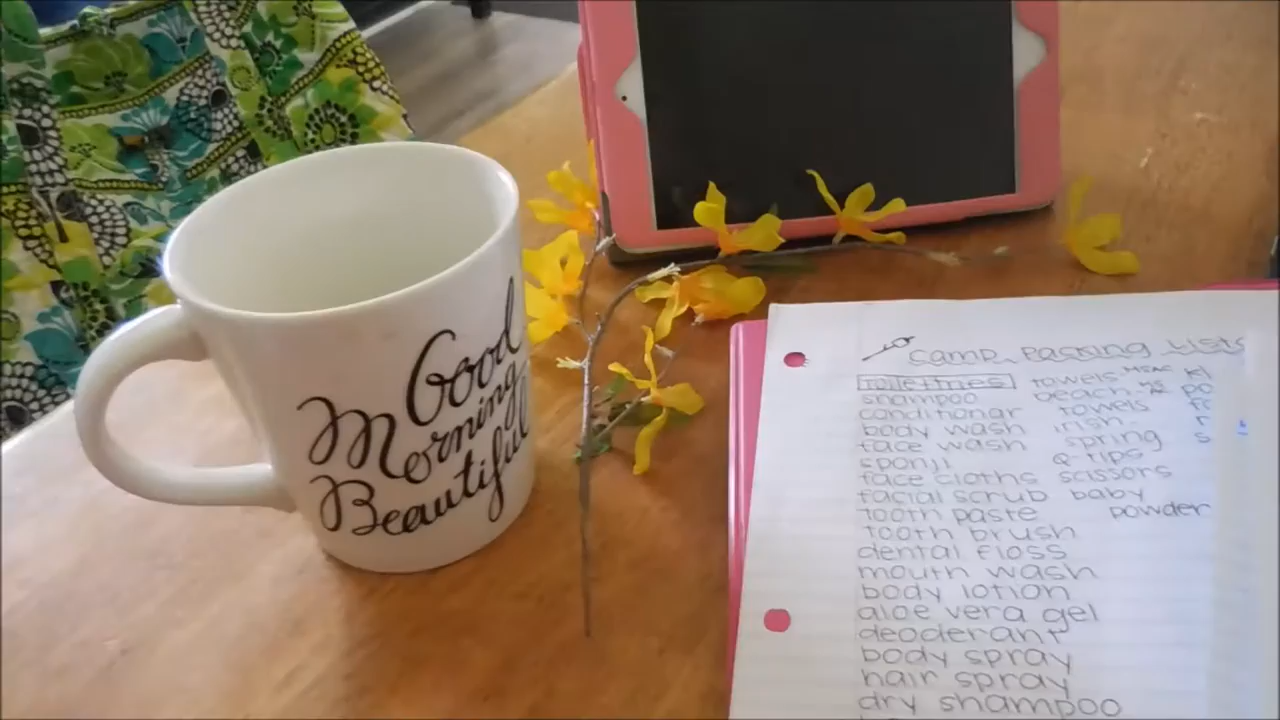 Good
Morning
Beautiful
Camp Packing Lists
toiletries
shampoo
conditionar
body wash
face wash
sponji
face cloths
facial scrub
tooth paste
tooth brush
dental floss
mouth wash
body lotion
aloe vera gel
deoderant
body spray
hair spray
dry shampoo
towels
beach
towels
irish
spring
Q-tips
scissors
baby
powder